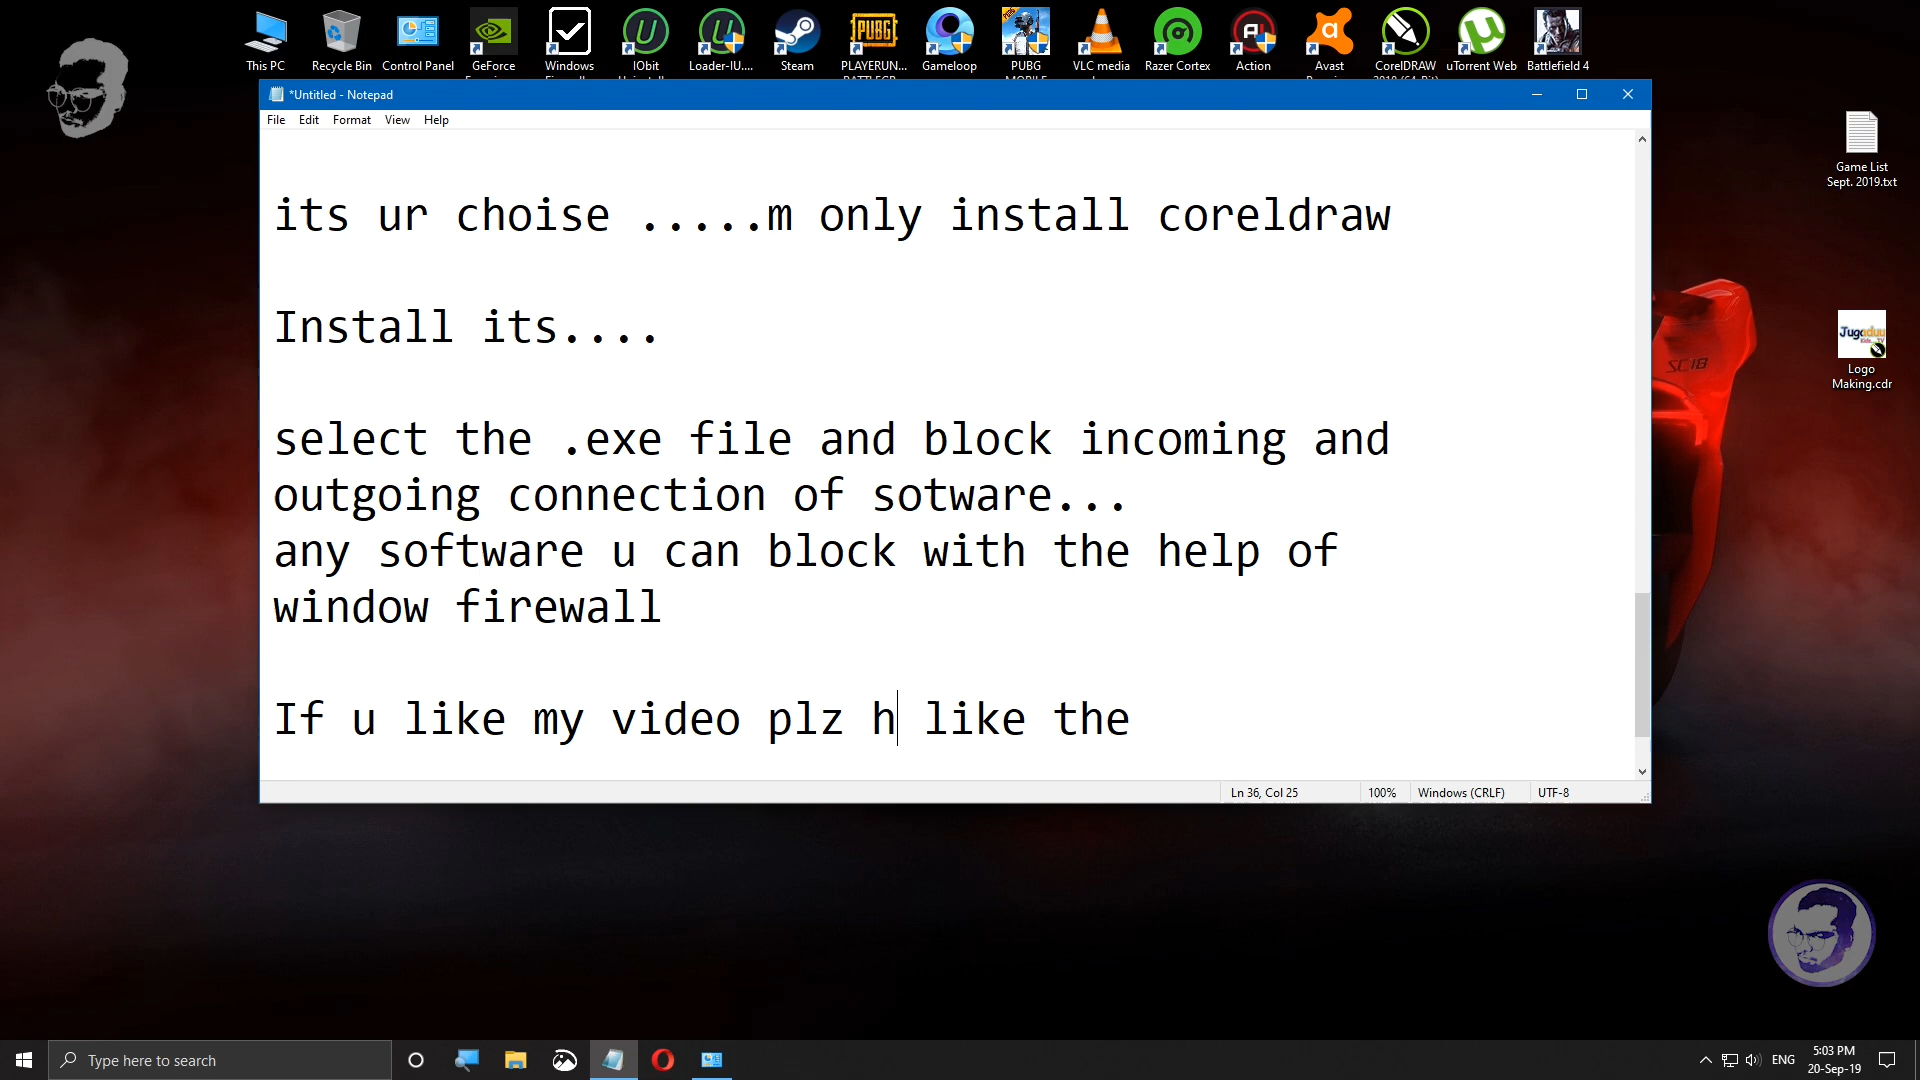 This PC
Recycle Bin
Control Panel
GeForce
Windows
IObit
Loader-IU....
Steam
PLAYERUN...
Gameloop
PUBG
VLC media
Razer Cortex
Action
Avast
CorelDRAW
uTorrent Web
Battlefield 4
*Untitled - Notepad
File Edit Format View Help
its ur choise .....m only install coreldraw
Install its....
select the .exe file and block incoming and
outgoing connection of sotware...
any software u can block with the help of
window firewall
If u like my video plz h like the
Ln 36, Col 25
100%
Windows (CRLF)
UTF-8
Game List
Sept. 2019.txt
SC18
Jugaduu
Kids TV
Logo
Making.cdr
Type here to search
ENG
5:03 PM
20-Sep-19